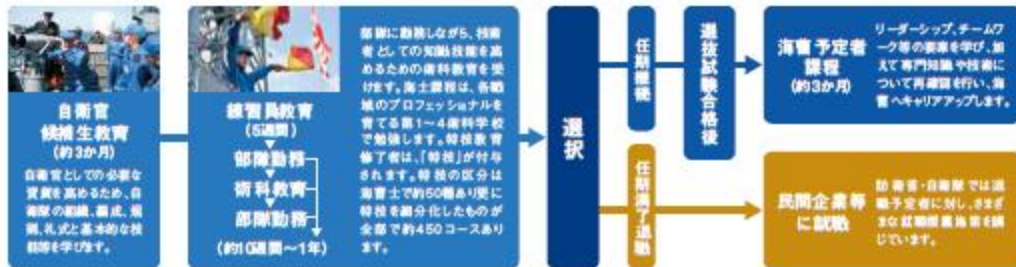 自衛官
候補生教育
(約3か月)
自衛官としての必要な
資質を高めるため、自
衛隊の組織、編成、規
則、礼式と基本的な技
能等を学びます。
練習員教育
(5週間)
部隊勤務
術科教育
部隊勤務
(約10週間～1年)
部隊に勤務しながら、技術
者としての知識技能を高
めるための術科教育を受
けます。海士課程は、各職
域のプロフェッショナルを
育てる第1～4術科学校
で勉強します。特技教育
修了者は、「特技」が付与
されます。特技の区分は
海曹士で約50種あり更に
特技を細分化したものが
全部で約450コースあり
ます。
選択
任期継続
選抜試験合格後
海曹予定者
課程
(約3か月)
リーダーシップ、チームワ
ーク等の要素を学び、加
えて専門知識や技術に
ついて再確認を行い、海
曹へキャリアアップします。
任期満了退職
民間企業等
に就職
防衛省・自衛隊では退
職予定者に対し、さまざ
まな就職援護施策を講
じています。